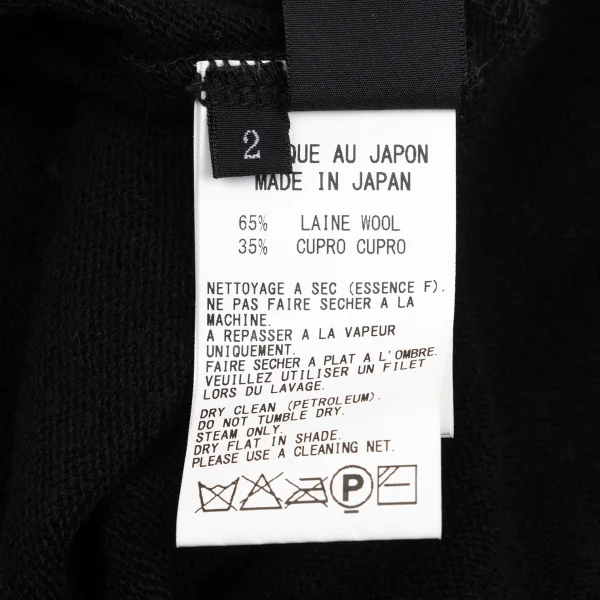 2
QUE AU JAPON
MADE IN JAPAN
65% LAINE WOOL
35% CUPRO CUPRO
NETTOYAGE A SEC (ESSENCE F).
NE PAS FAIRE SECHER A LA
MACHINE.
A REPASSER A LA VAPEUR
UNIQUEMENT.
FAIRE SECHER A PLAT A L'OMBRE.
VEUILLEZ UTILISER UN FILET
LORS DU LAVAGE.
DRY CLEAN (PETROLEUM).
DO NOT TUMBLE DRY.
STEAM ONLY.
DRY FLAT IN SHADE.
PLEASE USE A CLEANING NET.
P